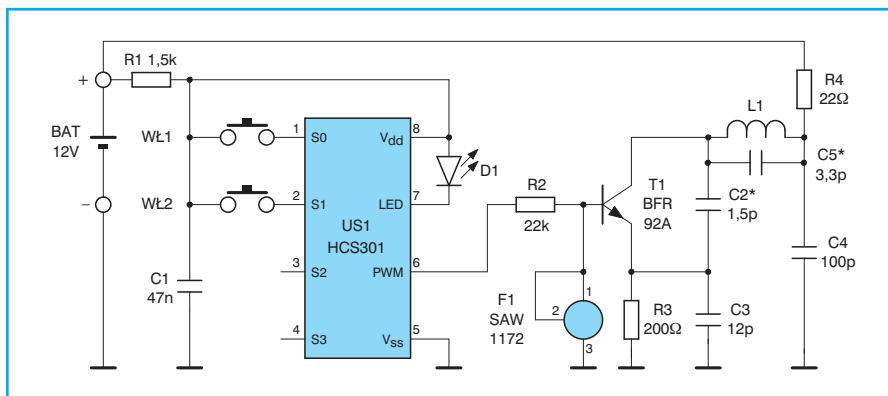 +
R1 1,5k
BAT
12V
−
WŁ1
WŁ2
C1
47n
1
S0
2
S1
3
S2
4
S3
US1
HCS301
8
Vdd
7
LED
6
PWM
5
VSS
D1
R2
22k
F1
SAW
1172
1
2
3
T1
BFR
92A
R3
200Ω
L1
C5*
3,3p
C2*
1,5p
C3
12p
R4
22Ω
C4
100p